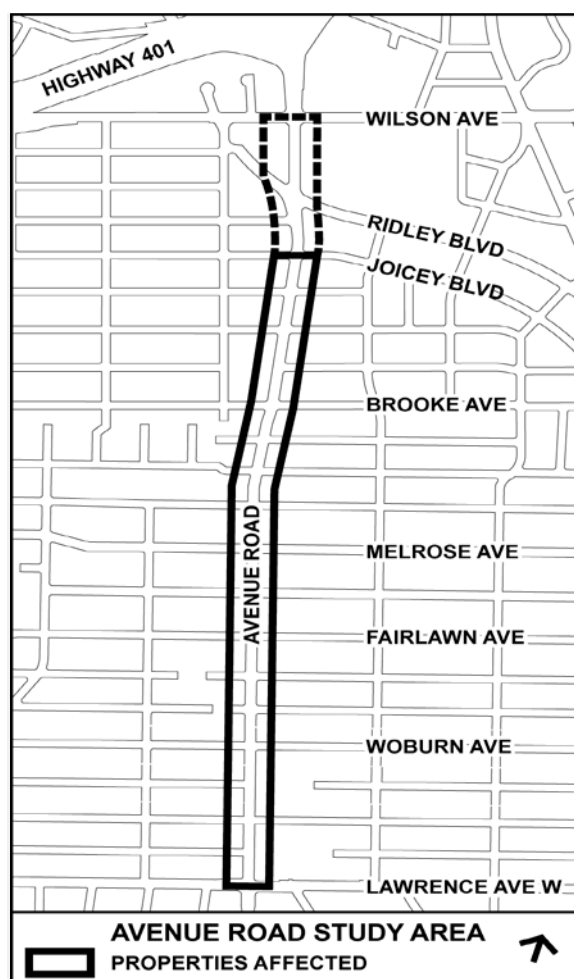 HIGHWAY 401
WILSON AVE
RIDLEY BLVD
JOICEY BLVD
BROOKE AVE
AVENUE ROAD
MELROSE AVE
FAIRLAWN AVE
WOBURN AVE
LAWRENCE AVE W
AVENUE ROAD STUDY AREA
PROPERTIES AFFECTED